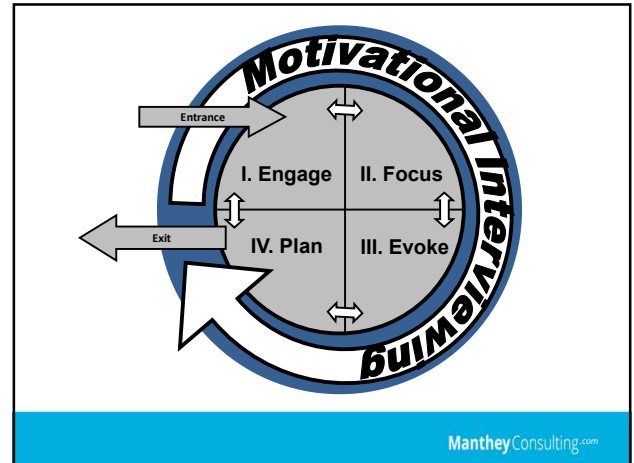 Motivational Interviewing
Entrance
I. Engage
II. Focus
Exit
IV. Plan
III. Evoke
MantheyConsulting.com